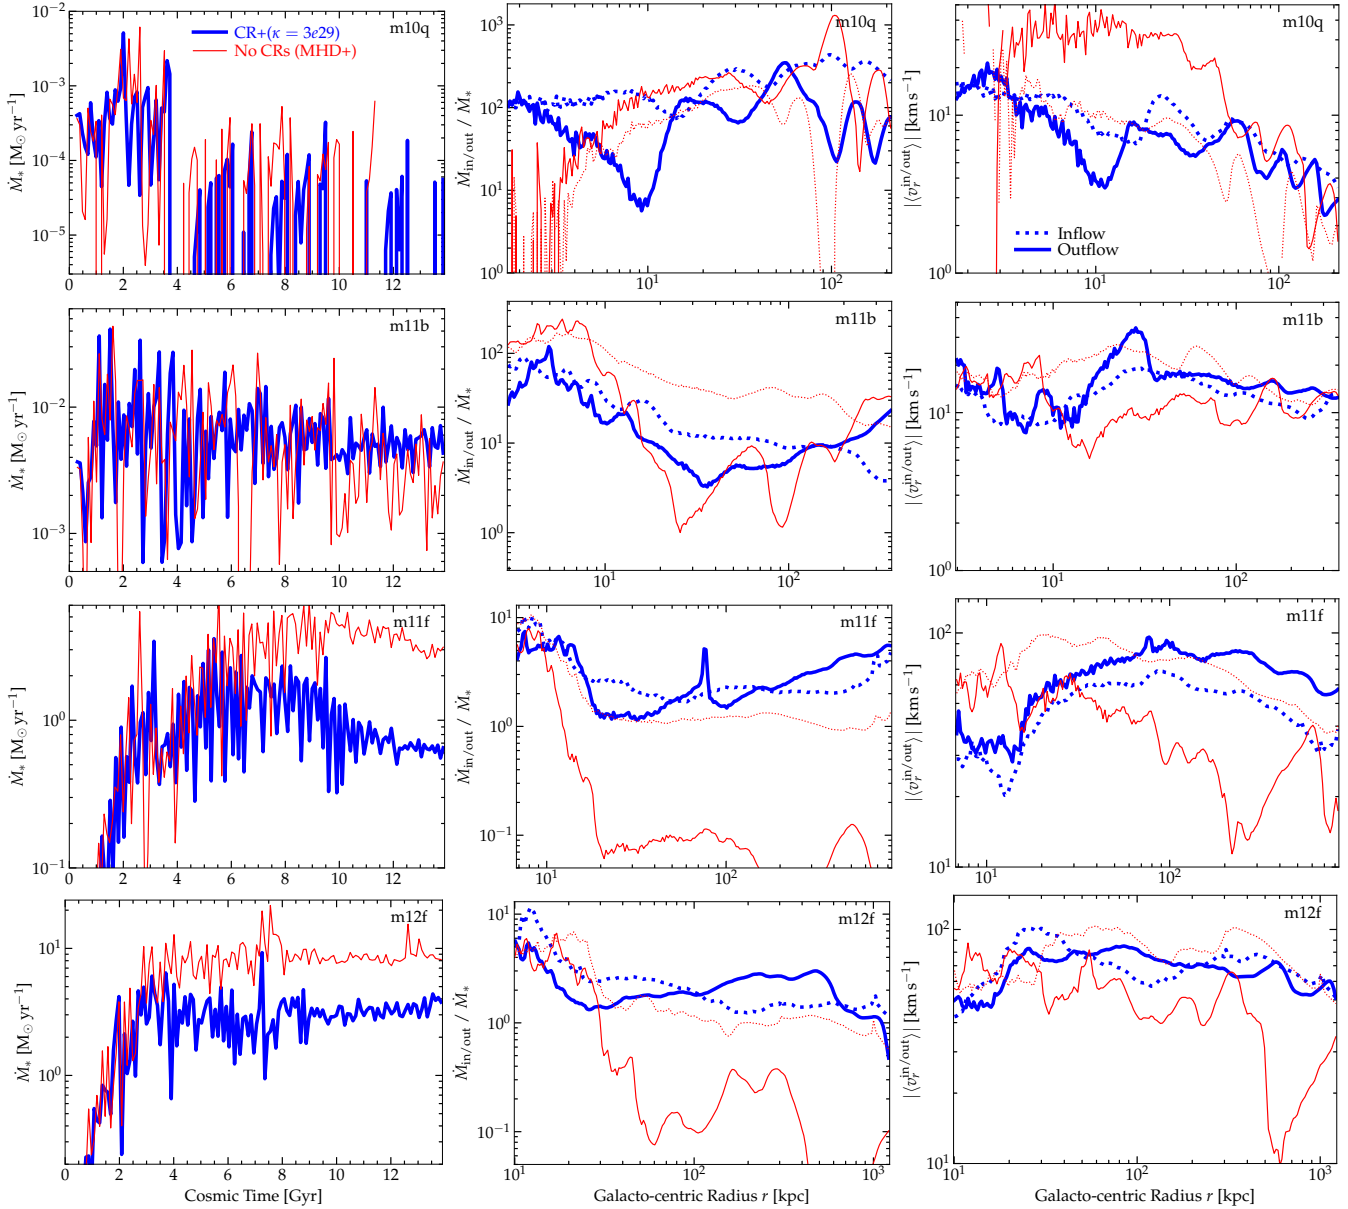 m10q
CR+(κ = 3e29)
No CRs (MHD+)
10⁻²
10⁻³
10⁻⁴
10⁻⁵
Ṁ* [M⊙ yr⁻¹]
0 2 4 6 8 10 12
m10q
10³
10²
10¹
10⁰
Ṁin/out / Ṁ*
10¹ 10²
m10q
10¹
10⁰
|⟨vᵣ^in/out⟩| [km s⁻¹]
Inflow
Outflow
10¹ 10²
m11b
10⁻²
10⁻³
Ṁ* [M⊙ yr⁻¹]
0 2 4 6 8 10 12
m11b
10²
10¹
10⁰
Ṁin/out / Ṁ*
10¹ 10²
m11b
10¹
10⁰
|⟨vᵣ^in/out⟩| [km s⁻¹]
10¹ 10²
m11f
10⁰
10⁻¹
Ṁ* [M⊙ yr⁻¹]
0 2 4 6 8 10 12
m11f
10¹
10⁰
10⁻¹
Ṁin/out / Ṁ*
10¹ 10²
m11f
10²
10¹
|⟨vᵣ^in/out⟩| [km s⁻¹]
10¹ 10²
m12f
10¹
10⁰
Ṁ* [M⊙ yr⁻¹]
0 2 4 6 8 10 12
Cosmic Time [Gyr]
m12f
10¹
10⁰
10⁻¹
Ṁin/out / Ṁ*
10¹ 10² 10³
Galacto-centric Radius r [kpc]
m12f
10²
10¹
|⟨vᵣ^in/out⟩| [km s⁻¹]
10¹ 10² 10³
Galacto-centric Radius r [kpc]